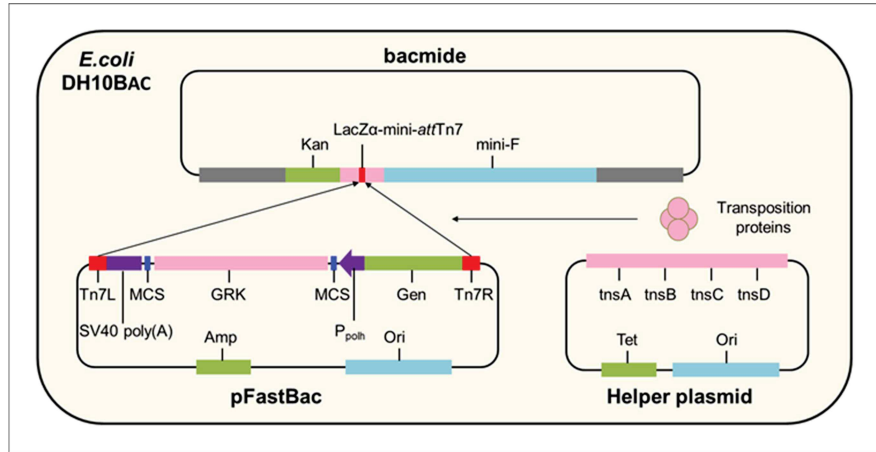 E.coli
DH10BAC
bacmide
LacZα-mini-attTn7
Kan
mini-F
Transposition
proteins
Tn7L
MCS
GRK
MCS
Gen
Tn7R
tnsA
tnsB
tnsC
tnsD
SV40 poly(A)
Amp
Ppolh
Ori
Tet
Ori
pFastBac
Helper plasmid